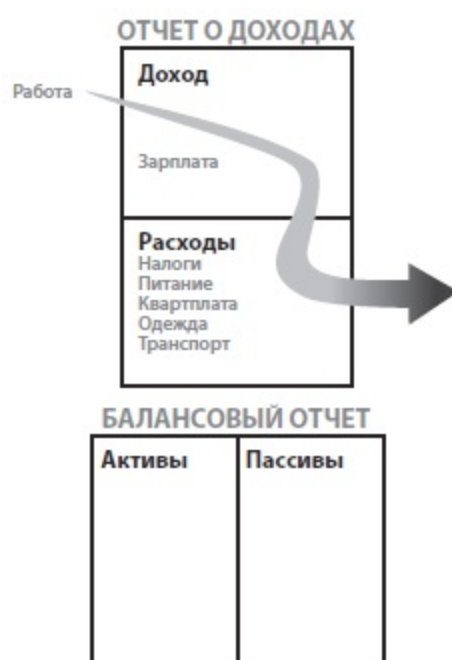 ОТЧЕТ О ДОХОДАХ
Доход
Работа
Зарплата
Расходы
Налоги
Питание
Квартплата
Одежда
Транспорт
БАЛАНСОВЫЙ ОТЧЕТ
Активы
Пассивы